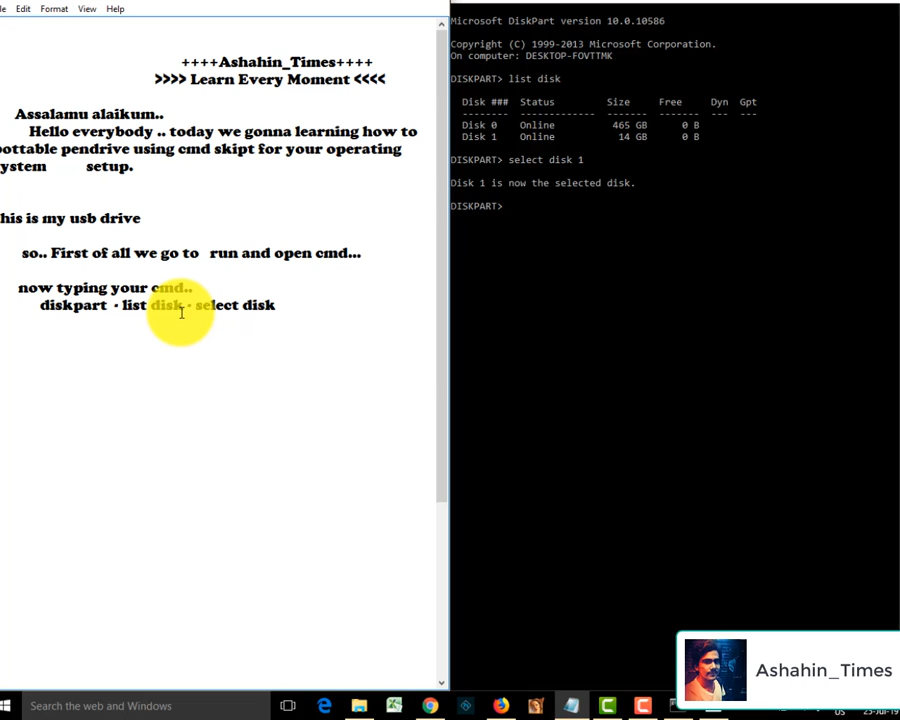 le Edit Format View Help
++++Ashahin_Times++++
>>>> Learn Every Moment <<<<
Assalamu alaikum..
Hello everybody .. today we gonna learning how to
oottable pendrive using cmd skipt for your operating
ystem setup.
his is my usb drive
so.. First of all we go to run and open cmd...
now typing your cmd..
diskpart · list disk · select disk
Microsoft DiskPart version 10.0.10586
Copyright (C) 1999-2013 Microsoft Corporation.
On computer: DESKTOP-FOVTTMK
DISKPART> list disk
Disk ### Status Size Free Dyn Gpt
-------- ------------- ------- ------- --- ---
Disk 0 Online 465 GB 0 B
Disk 1 Online 14 GB 0 B
DISKPART> select disk 1
Disk 1 is now the selected disk.
DISKPART>
Ashahin_Times
Search the web and Windows